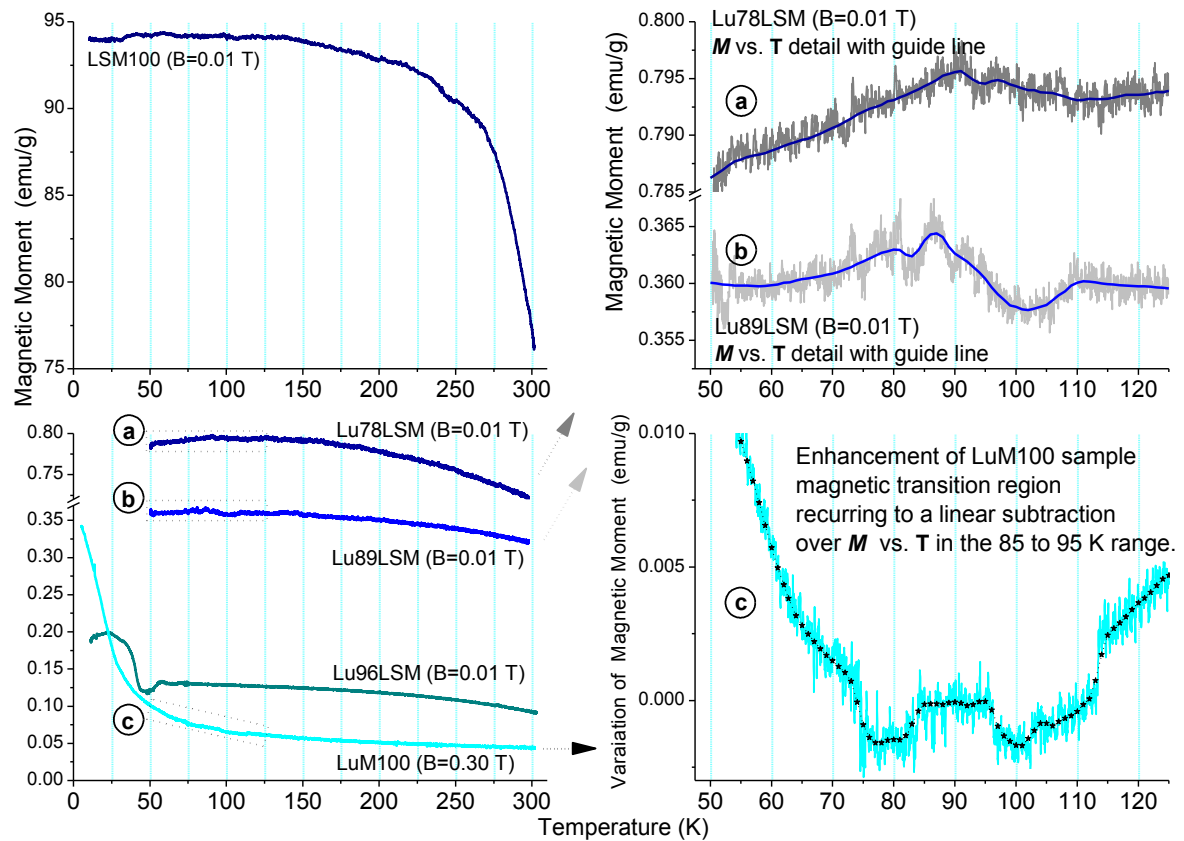 95
90
85
80
75
Magnetic Moment (emu/g)
LSM100 (B=0.01 T)
0 50 100 150 200 250 300
0.800
0.795
0.790
0.785
0.365
0.360
0.355
Magnetic Moment (emu/g)
Lu78LSM (B=0.01 T)
M vs. T detail with guide line
a
b
Lu89LSM (B=0.01 T)
M vs. T detail with guide line
50 60 70 80 90 100 110 120
0.80
0.75
0.35
0.30
0.25
0.20
0.15
0.10
0.05
0.00
a
Lu78LSM (B=0.01 T)
b
Lu89LSM (B=0.01 T)
Lu96LSM (B=0.01 T)
c
LuM100 (B=0.30 T)
0 50 100 150 200 250 300
0.010
0.005
0.000
Varaiation of Magnetic Moment (emu/g)
Enhancement of LuM100 sample
magnetic transition region
recurring to a linear subtraction
over M vs. T in the 85 to 95 K range.
c
50 60 70 80 90 100 110 120
Temperature (K)